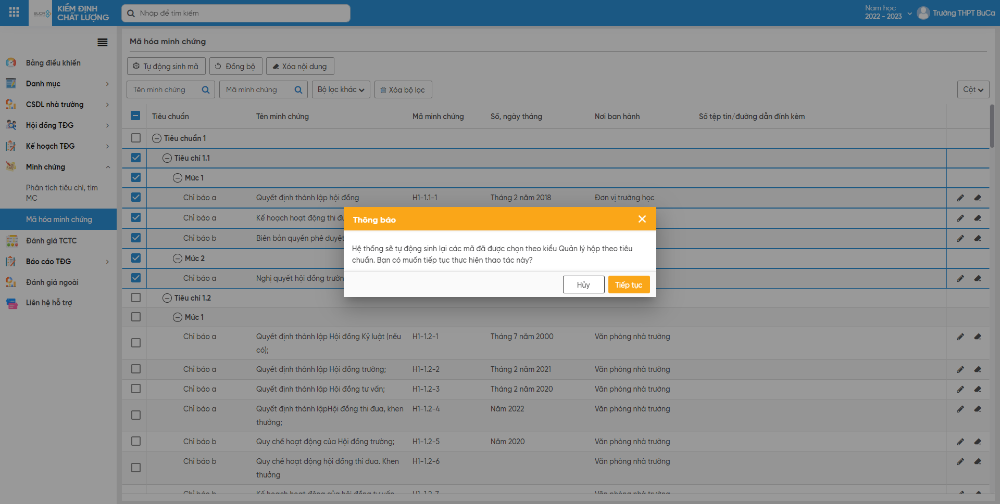 BUCA
KIỂM ĐỊNH
CHẤT LƯỢNG
Nhập để tìm kiếm
Năm học
2022 - 2023
Trường THPT BuCa
Bảng điều khiển
Danh mục
CSDL nhà trường
Hội đồng TĐG
Kế hoạch TĐG
Minh chứng
Phân tích tiêu chí, tìm
MC
Mã hóa minh chứng
Đánh giá TCTC
Báo cáo TĐG
Đánh giá ngoài
Liên hệ hỗ trợ
Mã hóa minh chứng
Tự động sinh mã Đồng bộ Xóa nội dung
Tên minh chứng Mã minh chứng Bộ lọc khác Xóa bộ lọc Cột
Tiêu chuẩn Tên minh chứng Mã minh chứng Số, ngày tháng Nơi ban hành Số tệp tin/đường dẫn đính kèm
Tiêu chuẩn 1
Tiêu chí 1.1
Mức 1
Chỉ báo a Quyết định thành lập hội đồng H1-1.1-1 Tháng 2 năm 2018 Đơn vị trường học
Chỉ báo a Kế hoạch hoạt động thi
Chỉ báo b Biên bản quyền phê duyệt
Mức 2
Chỉ báo a Nghị quyết hội đồng
Thông báo
Hệ thống sẽ tự động sinh lại các mã đã được chọn theo kiểu Quản lý hộp theo tiêu
chuẩn. Bạn có muốn tiếp tục thực hiện thao tác này?
Hủy Tiếp tục
Tiêu chí 1.2
Mức 1
Chỉ báo a Quyết định thành lập Hội đồng Kỷ luật (nếu H1-1.2-1 Tháng 7 năm 2000 Văn phòng nhà trường
có);
Chỉ báo a Quyết định thành lập Hội đồng trường; H1-1.2-2 Tháng 2 năm 2021 Văn phòng nhà trường
Chỉ báo a Quyết định thành lập Hội đồng tư vấn; H1-1.2-3 Tháng 2 năm 2020 Văn phòng nhà trường
Chỉ báo a Quyết định thành lậpHội đồng thi đua, khen H1-1.2-4 Năm 2022 Văn phòng nhà trường
thưởng;
Chỉ báo b Quy chế hoạt động của Hội đồng trường; H1-1.2-5 Năm 2020 Văn phòng nhà trường
Chỉ báo b Quy chế hoạt động hội đồng thi đua. Khen H1-1.2-6 Văn phòng nhà trường
thưởng
Chỉ báo b Kế hoạch hoạt động của hội đồng tư vấn H1-1.2-7 Văn phòng nhà trường